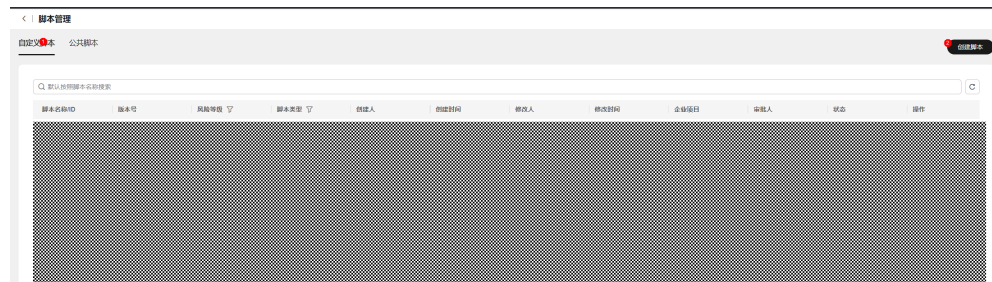 脚本管理
自定义脚本 公共脚本
1
2 创建脚本
默认按照脚本名称搜索
脚本名称/ID 版本号 风险等级 脚本类型 创建人 创建时间 修改人 修改时间 企业项目 审批人 状态 操作